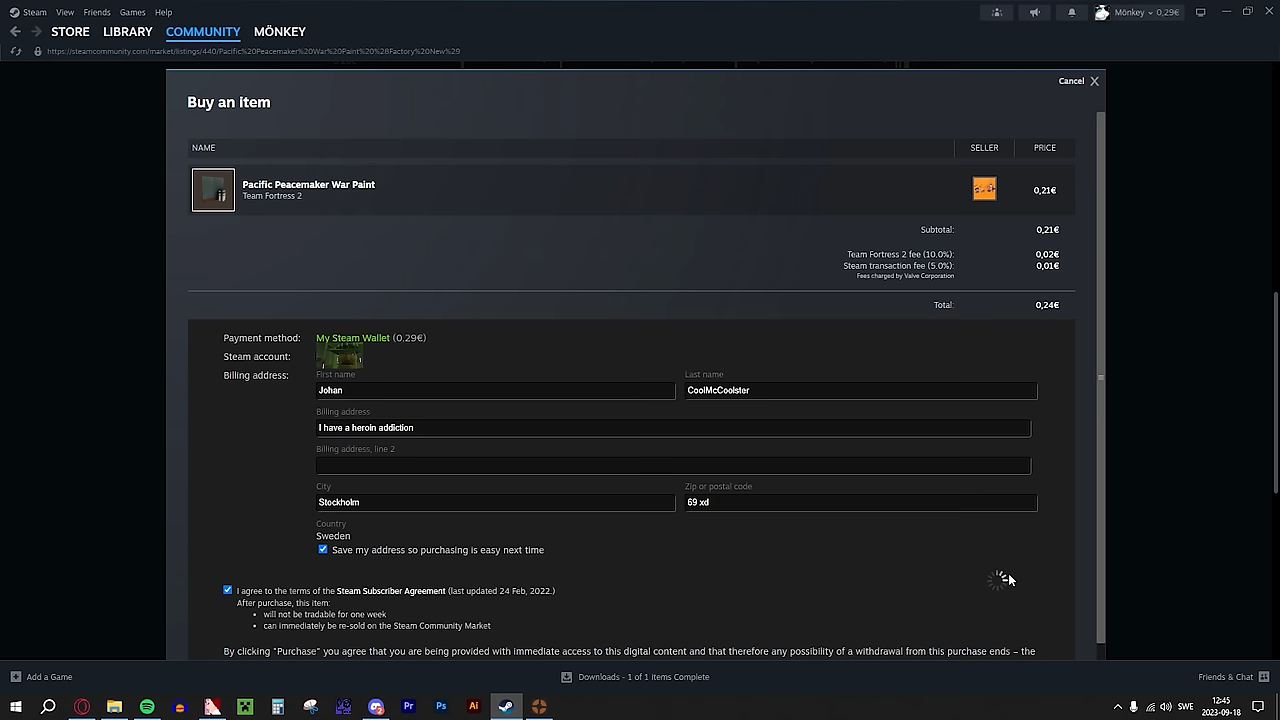 Steam View Friends Games Help
Mönkey 0,29€
STORE LIBRARY COMMUNITY MÖNKEY
https://steamcommunity.com/market/listings/440/Pacific%20Peacemaker%20War%20Paint%20%28Factory%20New%29
Cancel
Buy an item
NAME SELLER PRICE
Pacific Peacemaker War Paint
Team Fortress 2
0,21€
Subtotal: 0,21€
Team Fortress 2 fee (10.0%): 0,02€
Steam transaction fee (5.0%): 0,01€
Fees charged by Valve Corporation
Total: 0,24€
Payment method: My Steam Wallet (0,29€)
Steam account:
Billing address:
First name Last name
Johan CoolMcCoolster
Billing address
I have a heroin addiction
Billing address, line 2
City Zip or postal code
Stockholm 69 xd
Country
Sweden
Save my address so purchasing is easy next time
I agree to the terms of the Steam Subscriber Agreement (last updated 24 Feb, 2022.)
After purchase, this item:
• will not be tradable for one week
• can immediately be re-sold on the Steam Community Market
By clicking "Purchase" you agree that you are being provided with immediate access to this digital content and that therefore any possibility of a withdrawal from this purchase ends – the
Add a Game Downloads - 1 of 1 Items Complete Friends & Chat
Pr Ps Ai SWE 12:45
2023-09-18